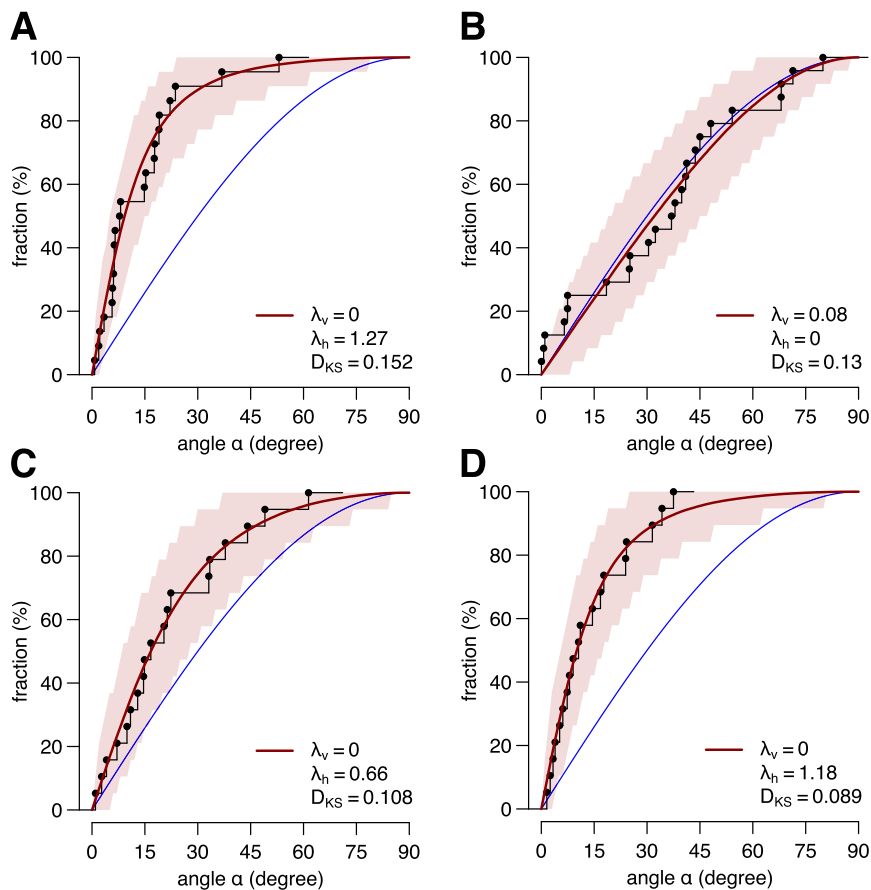 A
fraction (%)
100
80
60
40
20
0
λv = 0
λh = 1.27
DKS = 0.152
0 15 30 45 60 75 90
angle α (degree)
B
fraction (%)
100
80
60
40
20
0
λv = 0.08
λh = 0
DKS = 0.13
0 15 30 45 60 75 90
angle α (degree)
C
fraction (%)
100
80
60
40
20
0
λv = 0
λh = 0.66
DKS = 0.108
0 15 30 45 60 75 90
angle α (degree)
D
fraction (%)
100
80
60
40
20
0
λv = 0
λh = 1.18
DKS = 0.089
0 15 30 45 60 75 90
angle α (degree)